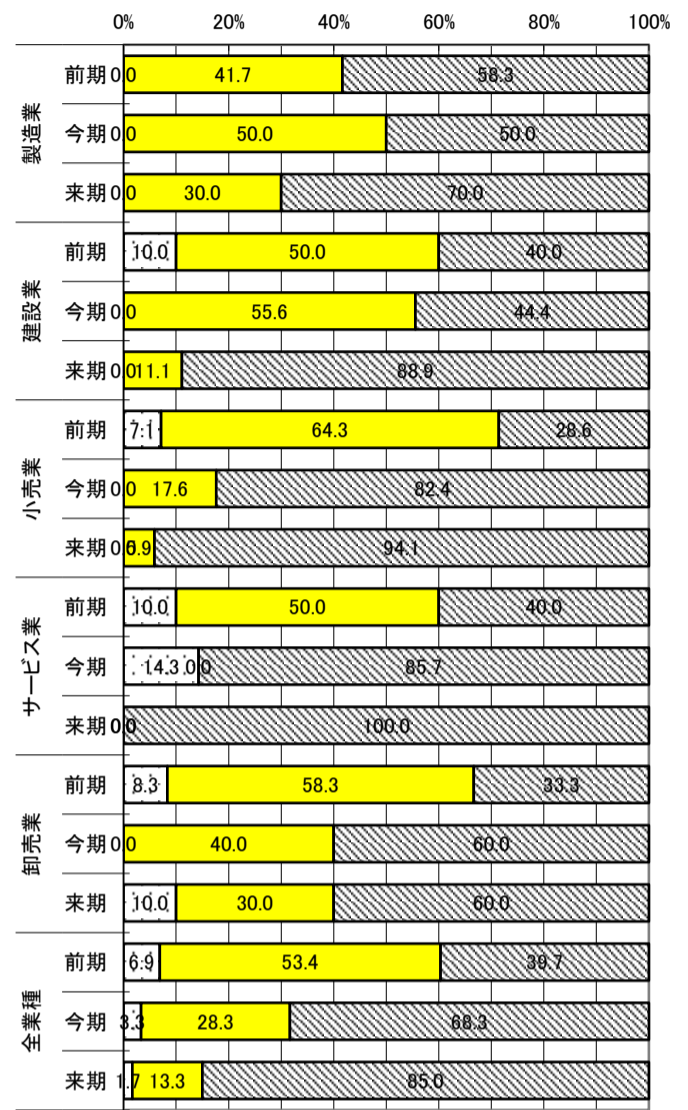 0% 20% 40% 60% 80% 100%
製造業
前期 0.0 41.7 58.3
今期 0.0 50.0 50.0
来期 0.0 30.0 70.0
建設業
前期 10.0 50.0 40.0
今期 0.0 55.6 44.4
来期 0.0 11.1 88.9
小売業
前期 7.1 64.3 28.6
今期 0.0 17.6 82.4
来期 0.0 5.9 94.1
サービス業
前期 10.0 50.0 40.0
今期 14.3 0.0 85.7
来期 0.0 0.0 100.0
卸売業
前期 8.3 58.3 33.3
今期 0.0 40.0 60.0
来期 10.0 30.0 60.0
全業種
前期 6.9 53.4 39.7
今期 3.3 28.3 68.3
来期 1.7 13.3 85.0